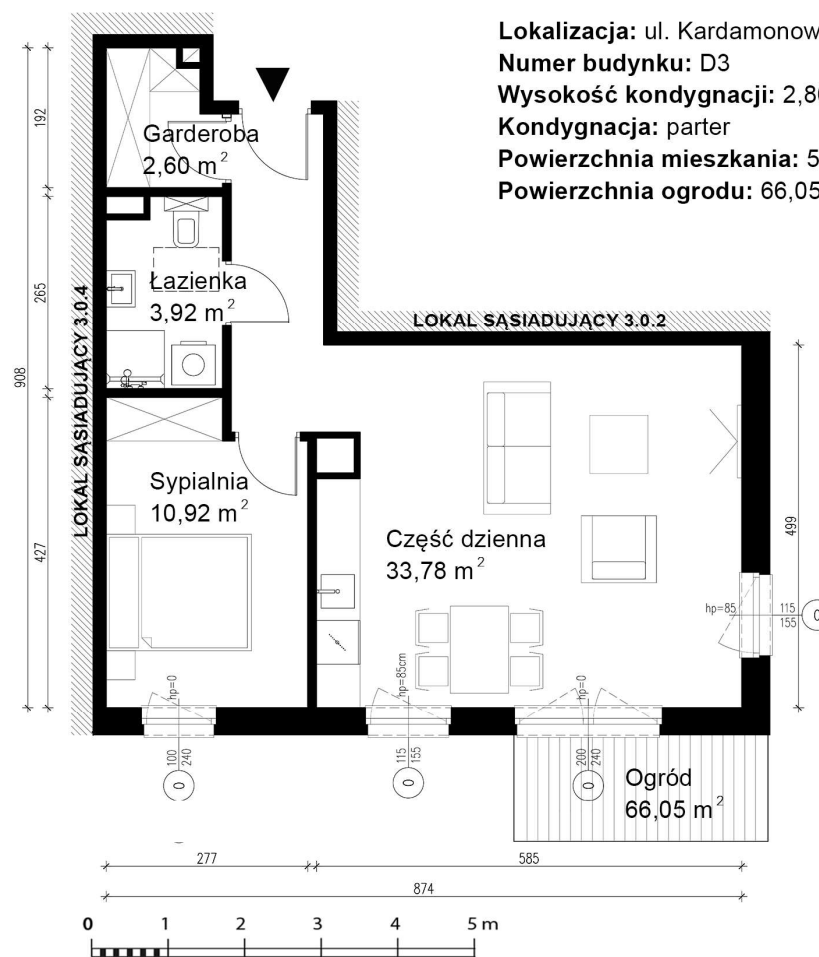 Lokalizacja: ul. Kardamonow
Numer budynku: D3
Wysokość kondygnacji: 2,8
Kondygnacja: parter
Powierzchnia mieszkania: 5
Powierzchnia ogrodu: 66,05
Garderoba
2,60 m²
Łazienka
3,92 m²
LOKAL SĄSIADUJĄCY 3.0.4
LOKAL SĄSIADUJĄCY 3.0.2
Sypialnia
10,92 m²
Część dzienna
33,78 m²
Ogród
66,05 m²
192
265
427
908
499
hp=85
115
155
0
hp=0
100
240
0
hp=85cm
115
155
0
hp=0
200
240
0
277
585
874
0 1 2 3 4 5 m